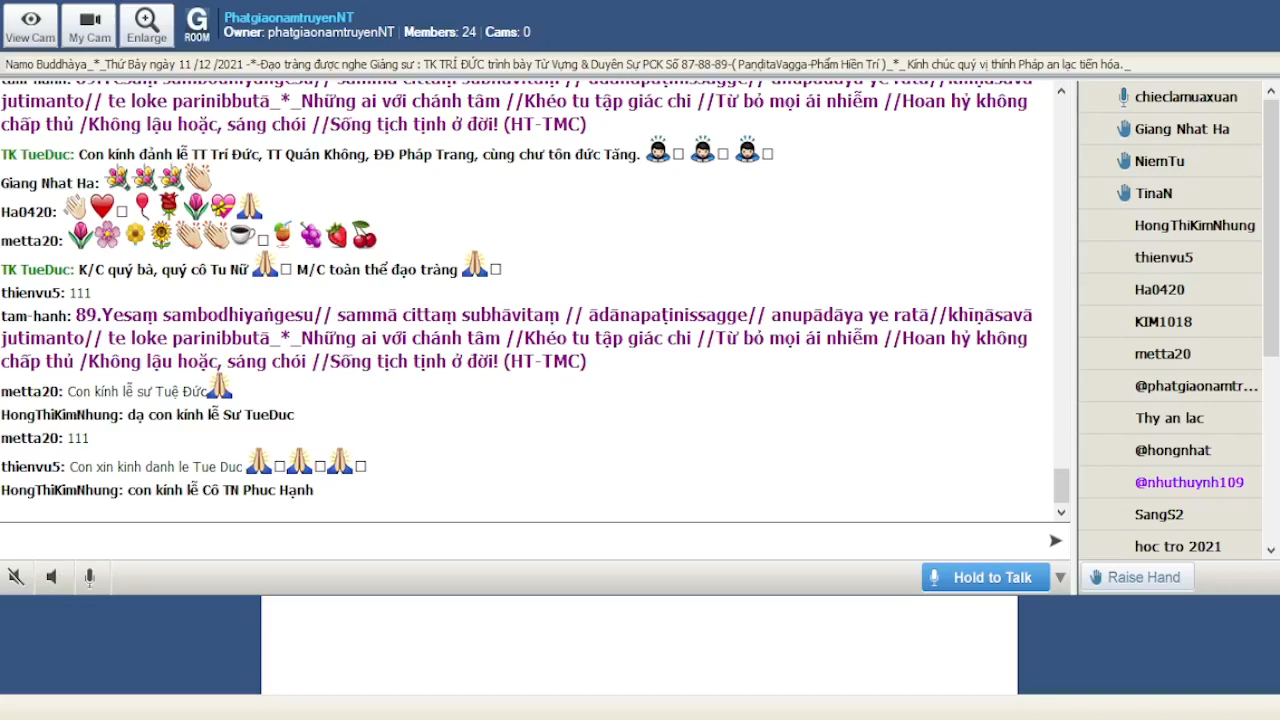 View Cam
My Cam
Enlarge
G
ROOM
PhatgiaonamtruyenNT
Owner: phatgiaonamtruyenNT | Members: 24 | Cams: 0
Namo Buddhàya_*_Thứ Bảy ngày 11 /12 /2021 -*-Đạo tràng được nghe Giảng sư : TK TRÍ ĐỨC trình bày Từ Vựng & Duyên Sự PCK Số 87-88-89-( PaṇḍitaVagga-Phẩm Hiền Trí )_*_ Kính chúc quý vị thính Pháp an lạc tiến hóa._
tam-hanh: 89.Yesaṃ sambodhiyaṅgesu// sammā cittaṃ subhāvitaṃ // ādānapaṭinissagge// anupādāya ye ratā//khīṇāsavā
jutimanto// te loke parinibbutā_*_Những ai với chánh tâm //Khéo tu tập giác chi //Từ bỏ mọi ái nhiễm //Hoan hỷ không
chấp thủ /Không lậu hoặc, sáng chói //Sống tịch tịnh ở đời! (HT-TMC)
TK TueDuc: Con kính đảnh lễ TT Trí Đức, TT Quán Không, ĐĐ Pháp Trang, cùng chư tôn đức Tăng.
Giang Nhat Ha:
Ha0420:
metta20:
TK TueDuc: K/C quý bà, quý cô Tu Nữ M/C toàn thể đạo tràng
thienvu5: 111
tam-hanh: 89.Yesaṃ sambodhiyaṅgesu// sammā cittaṃ subhāvitaṃ // ādānapaṭinissagge// anupādāya ye ratā//khīṇāsavā
jutimanto// te loke parinibbutā_*_Những ai với chánh tâm //Khéo tu tập giác chi //Từ bỏ mọi ái nhiễm //Hoan hỷ không
chấp thủ /Không lậu hoặc, sáng chói //Sống tịch tịnh ở đời! (HT-TMC)
metta20: Con kính lễ sư Tuệ Đức
HongThiKimNhung: dạ con kính lễ Sư TueDuc
metta20: 111
thienvu5: Con xin kinh danh le Tue Duc
HongThiKimNhung: con kính lễ Cô TN Phuc Hạnh
Hold to Talk
chieclamuaxuan
Giang Nhat Ha
NiemTu
TinaN
HongThiKimNhung
thienvu5
Ha0420
KIM1018
metta20
@phatgiaonamtr...
Thy an lac
@hongnhat
@nhuthuynh109
SangS2
hoc tro 2021
Raise Hand